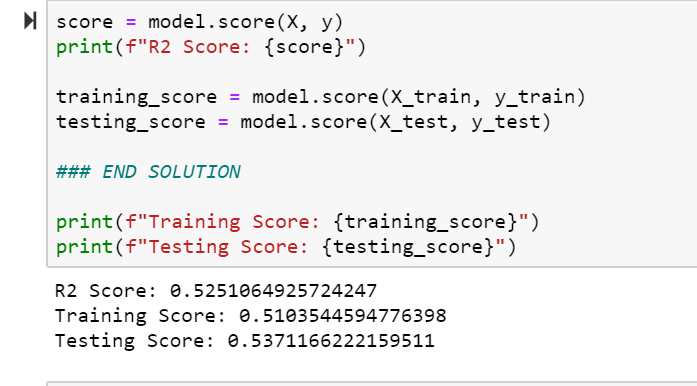 score = model.score(X, y)
print(f"R2 Score: {score}")
training_score = model.score(X_train, y_train)
testing_score = model.score(X_test, y_test)
### END SOLUTION
print(f"Training Score: {training_score}")
print(f"Testing Score: {testing_score}")
R2 Score: 0.5251064925724247
Training Score: 0.5103544594776398
Testing Score: 0.5371166222159511